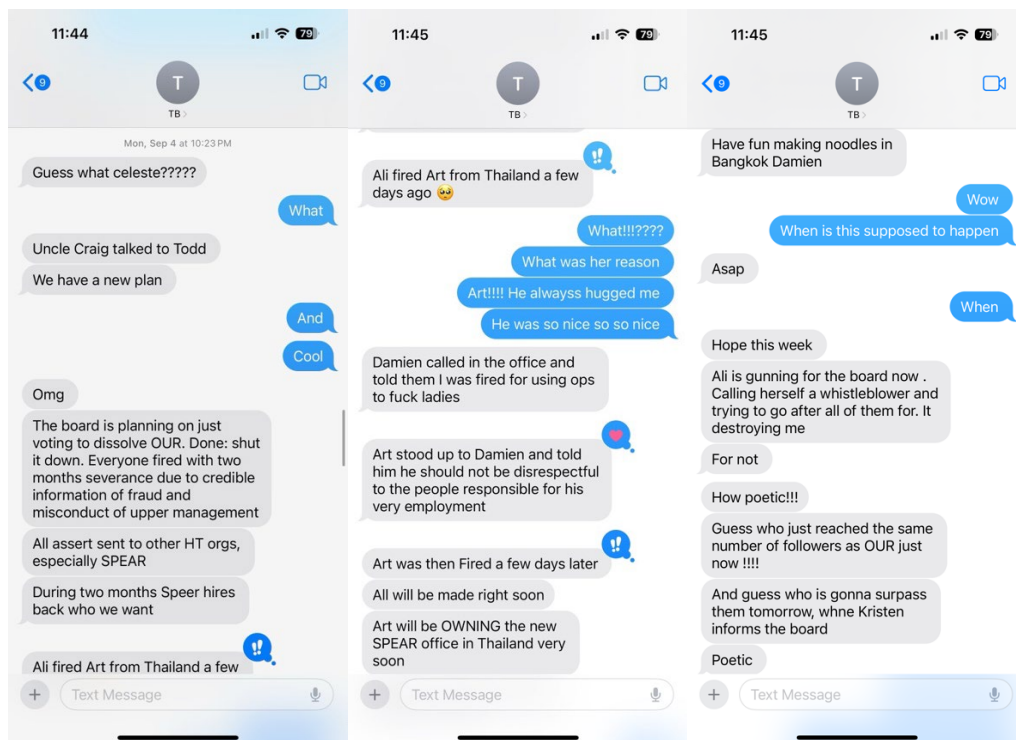 11:44
79
9
T
TB
Mon, Sep 4 at 10:23 PM
Guess what celeste?????
What
Uncle Craig talked to Todd
We have a new plan
And
Cool
Omg
The board is planning on just
voting to dissolve OUR. Done: shut
it down. Everyone fired with two
months severance due to credible
information of fraud and
misconduct of upper management
All assert sent to other HT orgs,
especially SPEAR
During two months Speer hires
back who we want
!!
Ali fired Art from Thailand a few
Text Message
11:45
79
9
T
TB
!!
Ali fired Art from Thailand a few
days ago 🥺
What!!!????
What was her reason
Art!!!! He alwayss hugged me
He was so nice so so nice
Damien called in the office and
told them I was fired for using ops
to fuck ladies
Art stood up to Damien and told
him he should not be disrespectful
to the people responsible for his
very employment
!!
Art was then Fired a few days later
All will be made right soon
Art will be OWNING the new
SPEAR office in Thailand very
soon
Text Message
11:45
79
9
T
TB
Have fun making noodles in
Bangkok Damien
Wow
When is this supposed to happen
Asap
When
Hope this week
Ali is gunning for the board now .
Calling herself a whistleblower and
trying to go after all of them for. It
destroying me
For not
How poetic!!!
Guess who just reached the same
number of followers as OUR just
now !!!!
And guess who is gonna surpass
them tomorrow, whne Kristen
informs the board
Poetic
Text Message